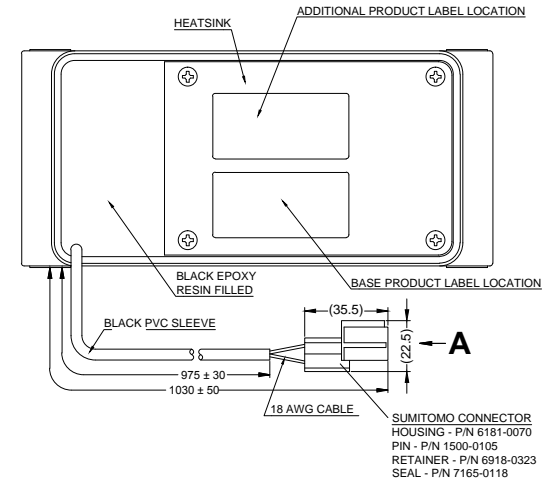 ADDITIONAL PRODUCT LABEL LOCATION
HEATSINK
BLACK EPOXY
RESIN FILLED
BASE PRODUCT LABEL LOCATION
(35.5)
BLACK PVC SLEEVE
A
(22.5)
975 ± 30
1030 ± 50
18 AWG CABLE
SUMITOMO CONNECTOR
HOUSING - P/N 6181-0070
PIN - P/N 1500-0105
RETAINER - P/N 6918-0323
SEAL - P/N 7165-0118